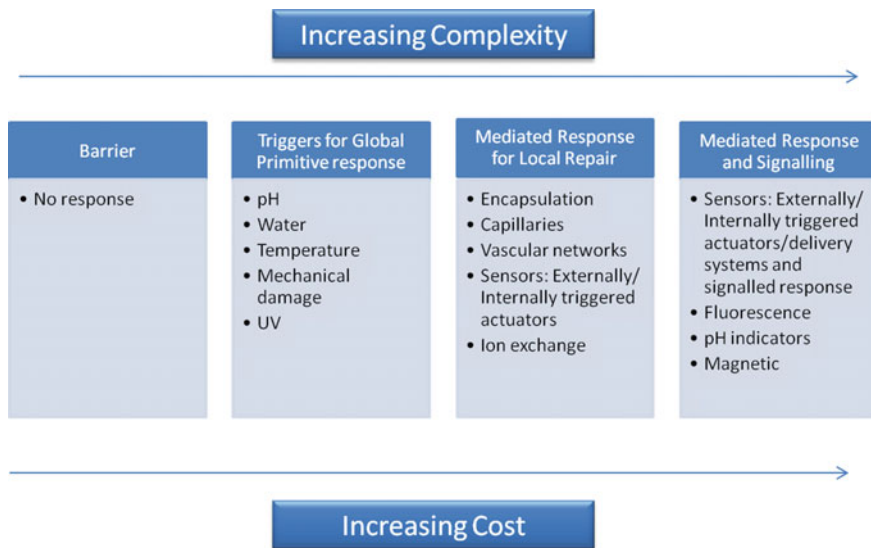 Increasing Complexity
Barrier
• No response
Triggers for Global
Primitive response
• pH
• Water
• Temperature
• Mechanical
damage
• UV
Mediated Response
for Local Repair
• Encapsulation
• Capillaries
• Vascular networks
• Sensors: Externally/
Internally triggered
actuators
• Ion exchange
Mediated Response
and Signalling
• Sensors: Externally/
Internally triggered
actuators/delivery
systems and
signalled response
• Fluorescence
• pH indicators
• Magnetic
Increasing Cost